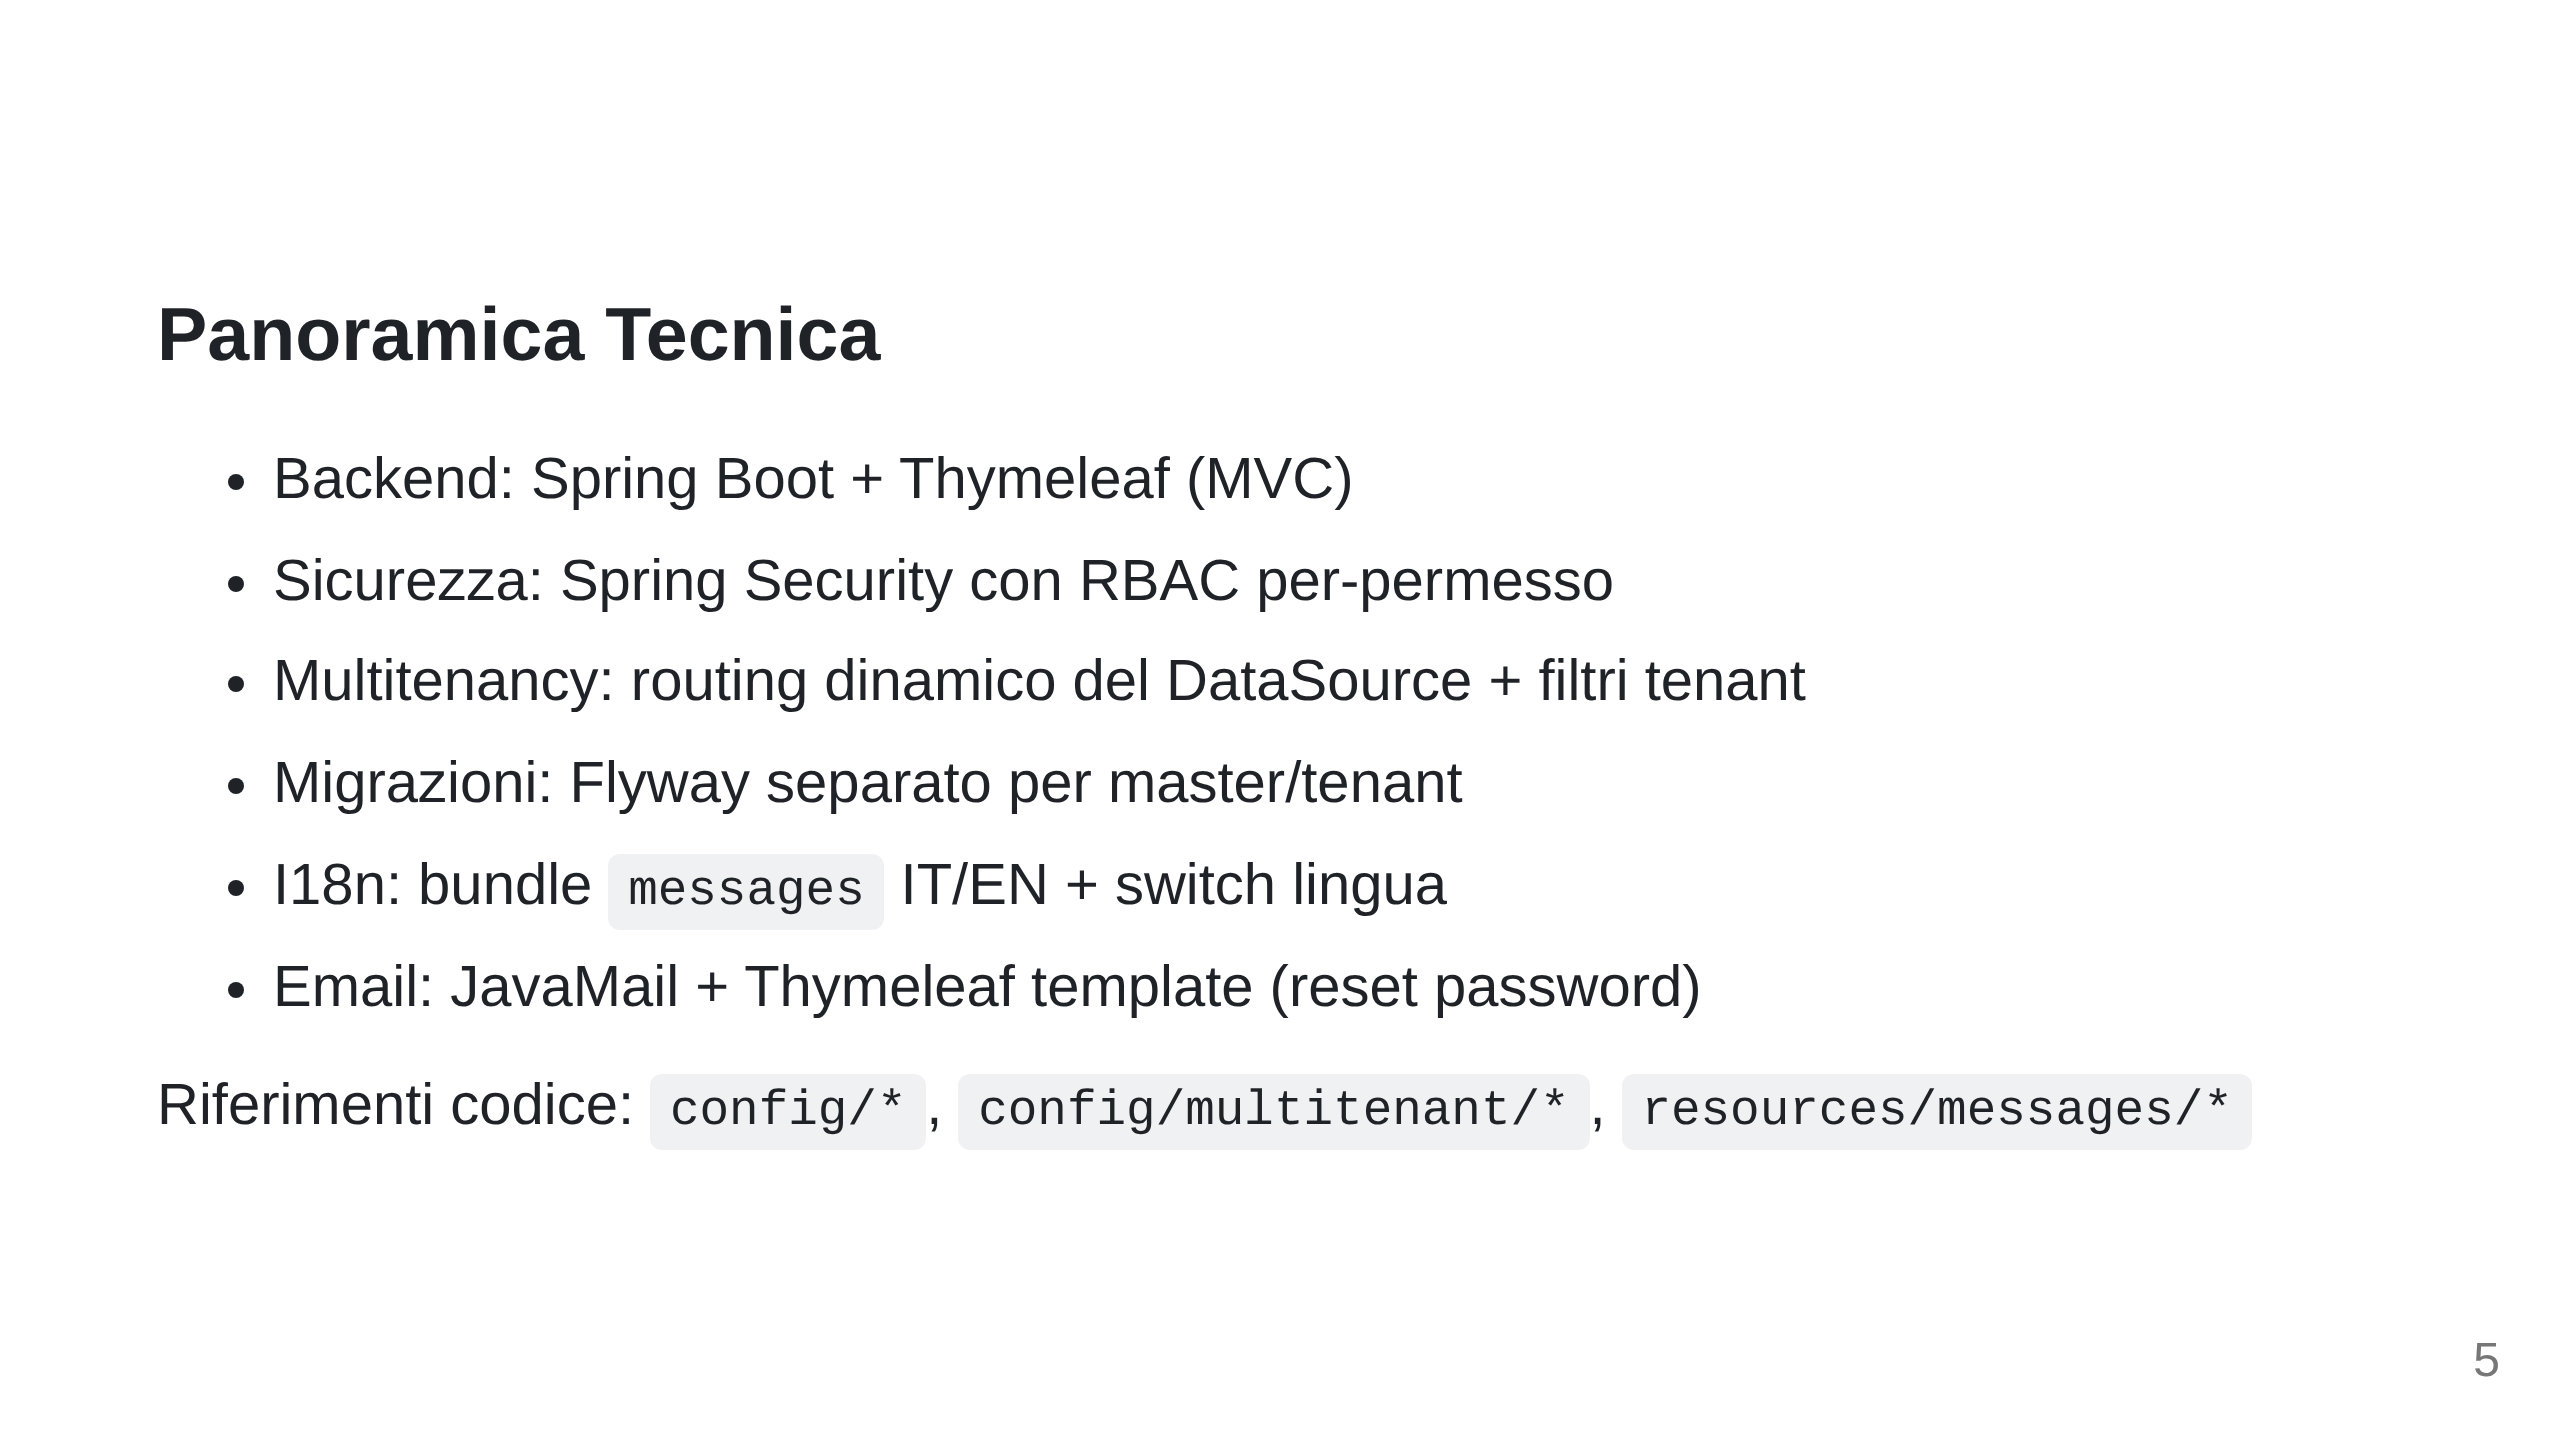 Panoramica Tecnica
Backend: Spring Boot + Thymeleaf (MVC)
Sicurezza: Spring Security con RBAC per-permesso
Multitenancy: routing dinamico del DataSource + filtri tenant
Migrazioni: Flyway separato per master/tenant
I18n: bundle messages IT/EN + switch lingua
Email: JavaMail + Thymeleaf template (reset password)
Riferimenti codice: config/*, config/multitenant/*, resources/messages/*
5